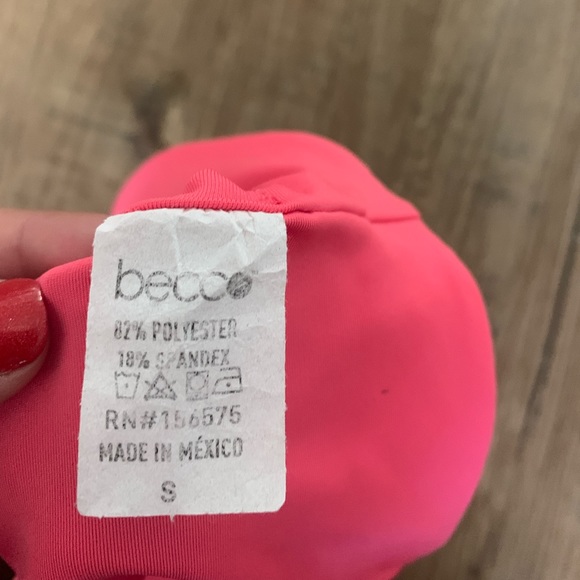 becco
82% POLYESTER
18% SPANDEX
RN#156575
MADE IN MÉXICO
S